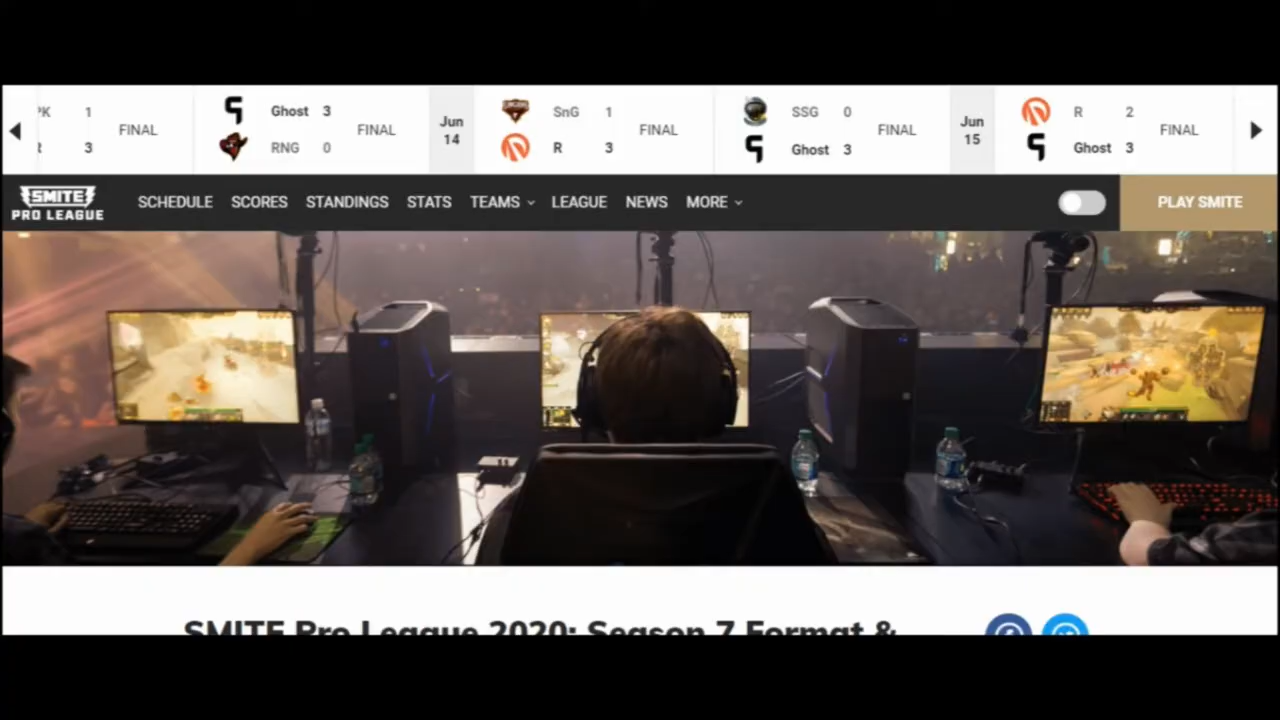 PK 1
R 3
FINAL
Ghost 3
RNG 0
FINAL
Jun
14
SnG 1
R 3
FINAL
SSG 0
Ghost 3
FINAL
Jun
15
R 2
Ghost 3
FINAL
SMITE
PRO LEAGUE
SCHEDULE SCORES STANDINGS STATS TEAMS LEAGUE NEWS MORE
PLAY SMITE
SMITE Pro League 2020: Season 7 Format &